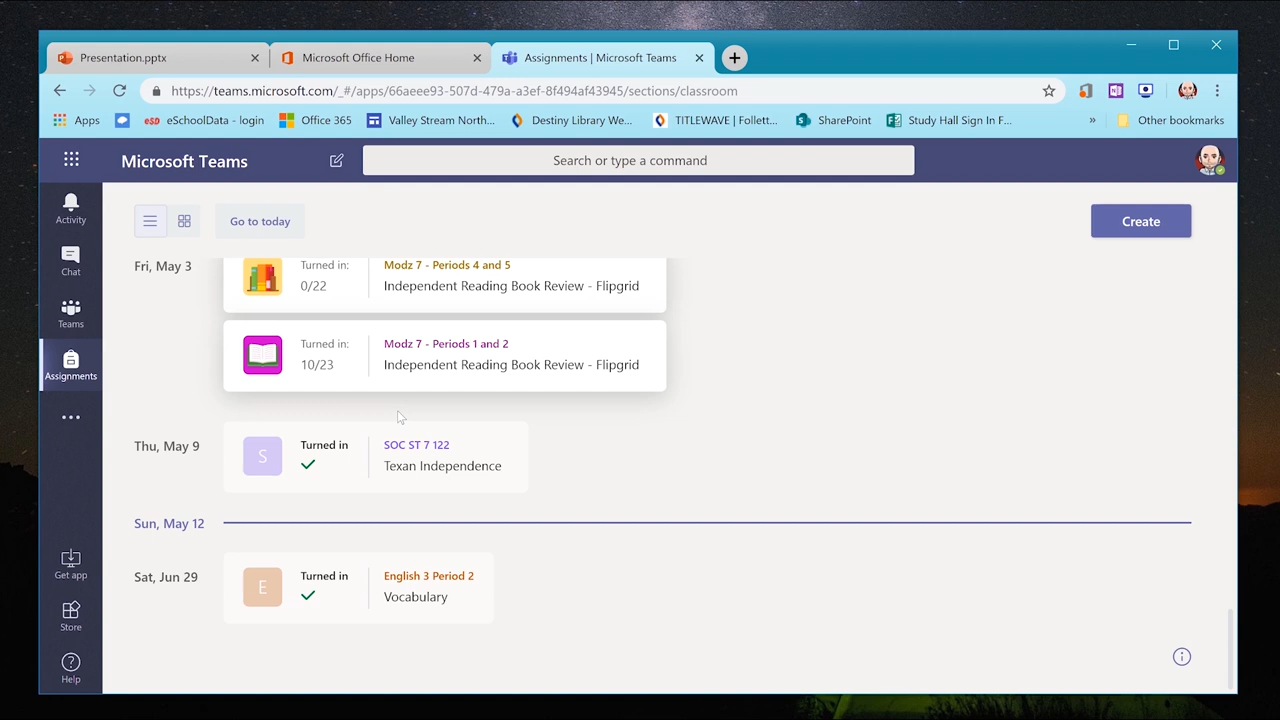 Presentation.pptx
Microsoft Office Home
Assignments | Microsoft Teams
https://teams.microsoft.com/_#/apps/66aeee93-507d-479a-a3ef-8f494af43945/sections/classroom
Apps
eSD eSchoolData - login
Office 365
Valley Stream North...
Destiny Library We...
TITLEWAVE | Follett...
SharePoint
Study Hall Sign In F...
»
Other bookmarks
Microsoft Teams
Search or type a command
Activity
Chat
Teams
Assignments
Get app
Store
Help
Go to today
Create
Fri, May 3
Turned in:
0/22
Modz 7 - Periods 4 and 5
Independent Reading Book Review - Flipgrid
Turned in:
10/23
Modz 7 - Periods 1 and 2
Independent Reading Book Review - Flipgrid
Thu, May 9
S
Turned in
SOC ST 7 122
Texan Independence
Sun, May 12
Sat, Jun 29
E
Turned in
English 3 Period 2
Vocabulary